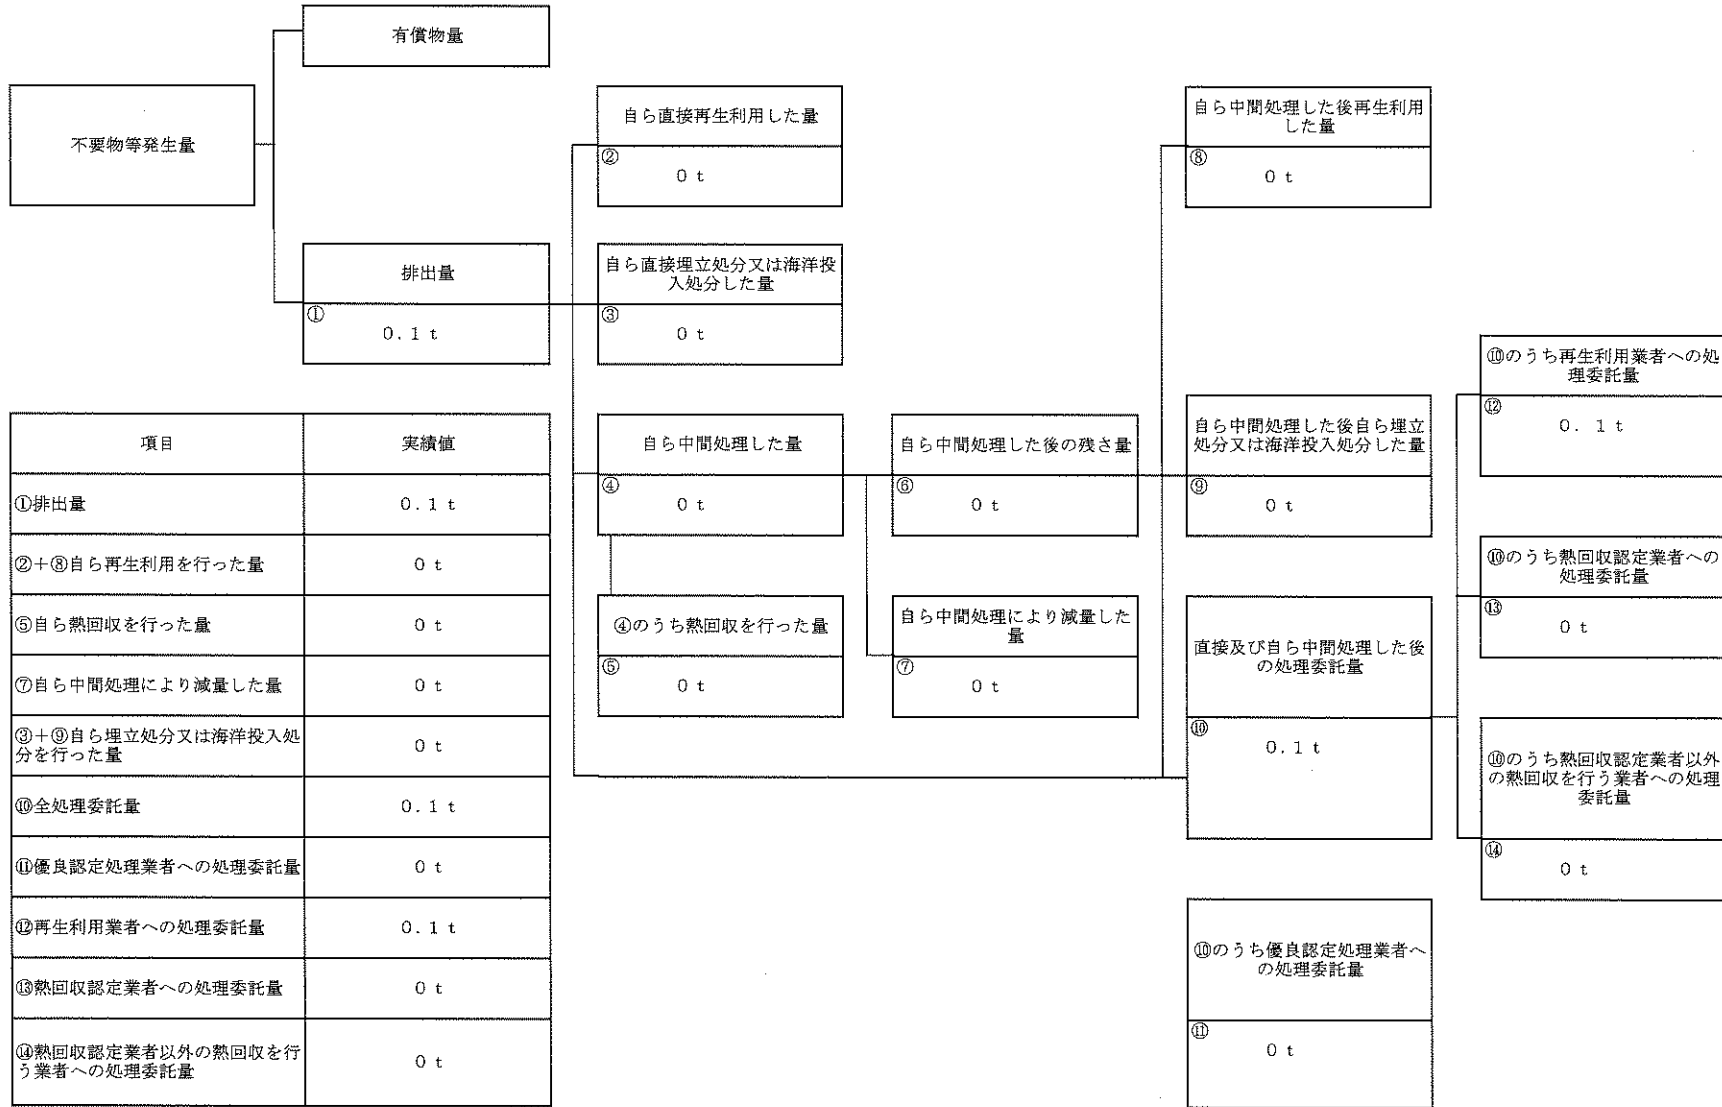 有償物量
不要物等発生量
自ら直接再生利用した量
②
0 t
自ら中間処理した後再生利用
した量
⑧
0 t
排出量
①
0.1 t
自ら直接埋立処分又は海洋投
入処分した量
③
0 t
自ら中間処理した量
④
0 t
自ら中間処理した後の残さ量
⑥
0 t
自ら中間処理した後自ら埋立
処分又は海洋投入処分した量
⑨
0 t
⑩のうち再生利用業者への処
理委託量
⑫
0. 1 t
④のうち熱回収を行った量
⑤
0 t
自ら中間処理により減量した
量
⑦
0 t
直接及び自ら中間処理した後
の処理委託量
⑩
0.1 t
⑩のうち熱回収認定業者への
処理委託量
⑬
0 t
⑩のうち熱回収認定業者以外
の熱回収を行う業者への処理
委託量
⑭
0 t
⑩のうち優良認定処理業者へ
の処理委託量
⑪
0 t
項目 実績値
①排出量 0.1 t
②+⑧自ら再生利用を行った量 0 t
⑤自ら熱回収を行った量 0 t
⑦自ら中間処理により減量した量 0 t
③+⑨自ら埋立処分又は海洋投入処
分を行った量 0 t
⑩全処理委託量 0.1 t
⑪優良認定処理業者への処理委託量 0 t
⑫再生利用業者への処理委託量 0.1 t
⑬熱回収認定業者への処理委託量 0 t
⑭熱回収認定業者以外の熱回収を行
う業者への処理委託量 0 t